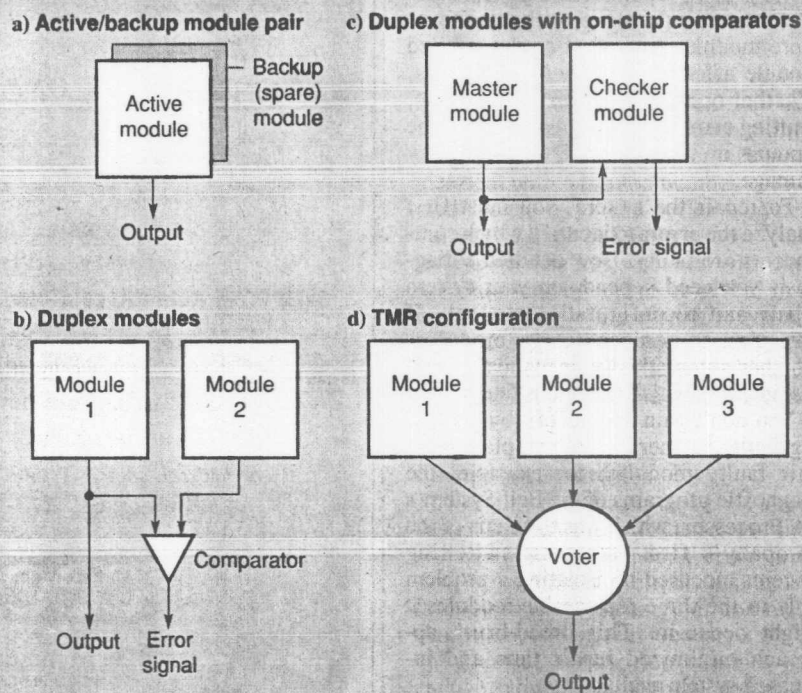 a) Active/backup module pair
Active
module
Backup
(spare)
module
Output
b) Duplex modules
Module
1
Module
2
Comparator
Output
Error
signal
c) Duplex modules with on-chip comparators
Master
module
Checker
module
Output
Error signal
d) TMR configuration
Module
1
Module
2
Module
3
Voter
Output